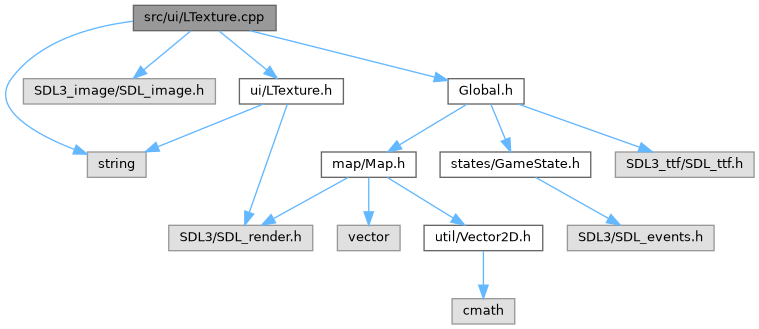 src/ui/LTexture.cpp
SDL3_image/SDL_image.h
ui/LTexture.h
Global.h
string
map/Map.h
states/GameState.h
SDL3_ttf/SDL_ttf.h
SDL3/SDL_render.h
vector
util/Vector2D.h
SDL3/SDL_events.h
cmath